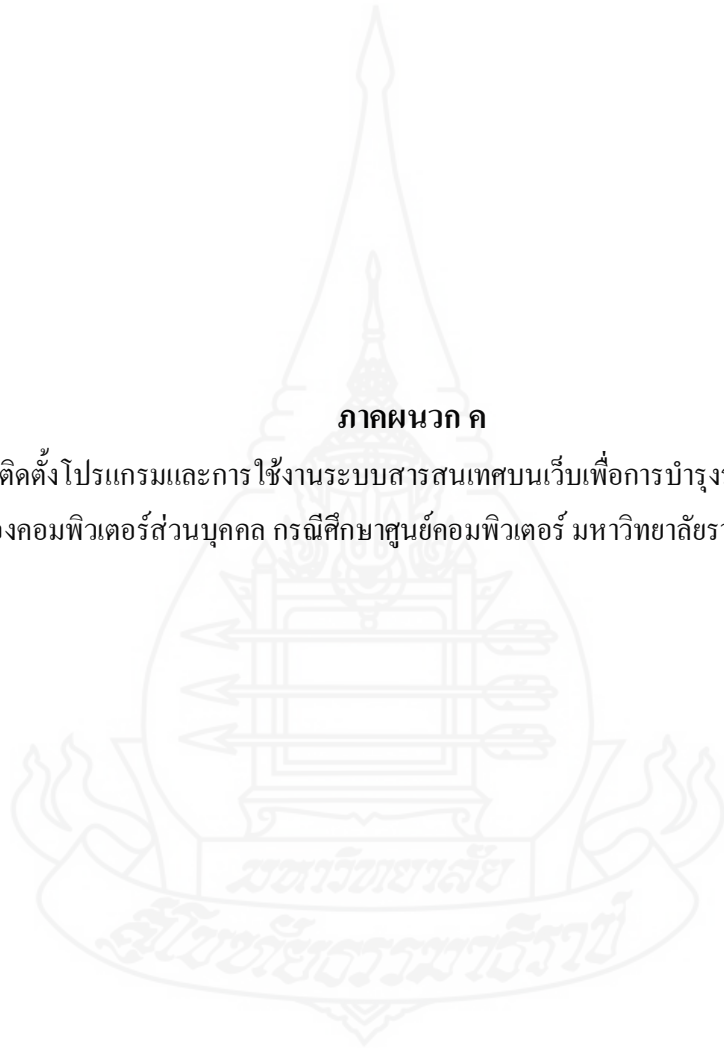 ภาคผนวก ค
ติดตั้งโปรแกรมและการใช้งานระบบสารสนเทศบนเว็บเพื่อการบำรุง
องคอมพิวเตอร์ส่วนบุคคล กรณีศึกษาศูนย์คอมพิวเตอร์ มหาวิทยาลัยรา
มหาวิทยาลัย
สุโขทัยธรรมาธิราช